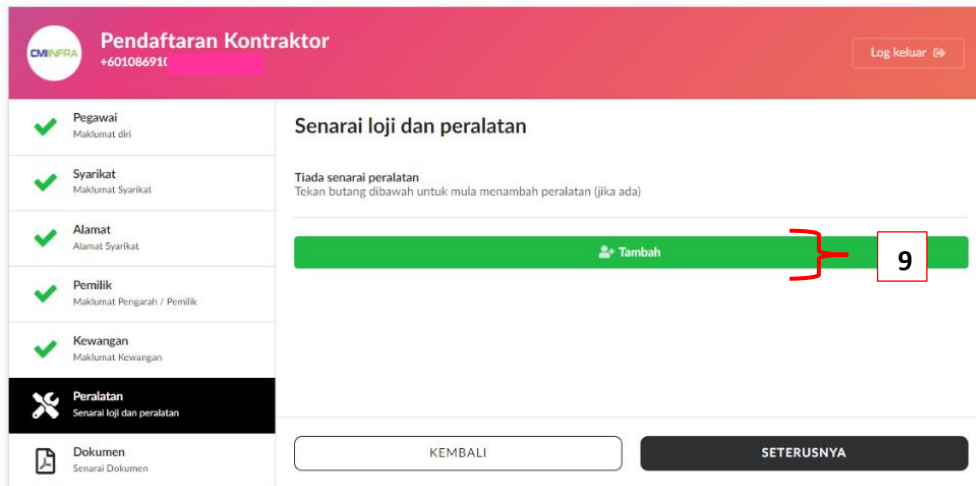 CMINFRA
Pendaftaran Kontraktor
+601086910
Log keluar
Pegawai
Maklumat diri
Syarikat
Maklumat Syarikat
Alamat
Alamat Syarikat
Pemilik
Maklumat Pengarah / Pemilik
Kewangan
Maklumat Kewangan
Peralatan
Senarai loji dan peralatan
Dokumen
Senarai Dokumen
Senarai loji dan peralatan
Tiada senarai peralatan
Tekan butang dibawah untuk mula menambah peralatan (jika ada)
Tambah
9
KEMBALI
SETERUSNYA